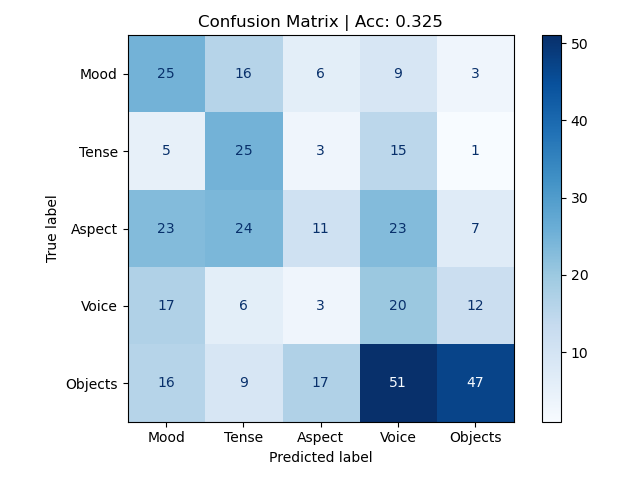 Confusion Matrix | Acc: 0.325
True label
Mood 25 16 6 9 3
Tense 5 25 3 15 1
Aspect 23 24 11 23 7
Voice 17 6 3 20 12
Objects 16 9 17 51 47
Mood Tense Aspect Voice Objects
Predicted label
50
40
30
20
10